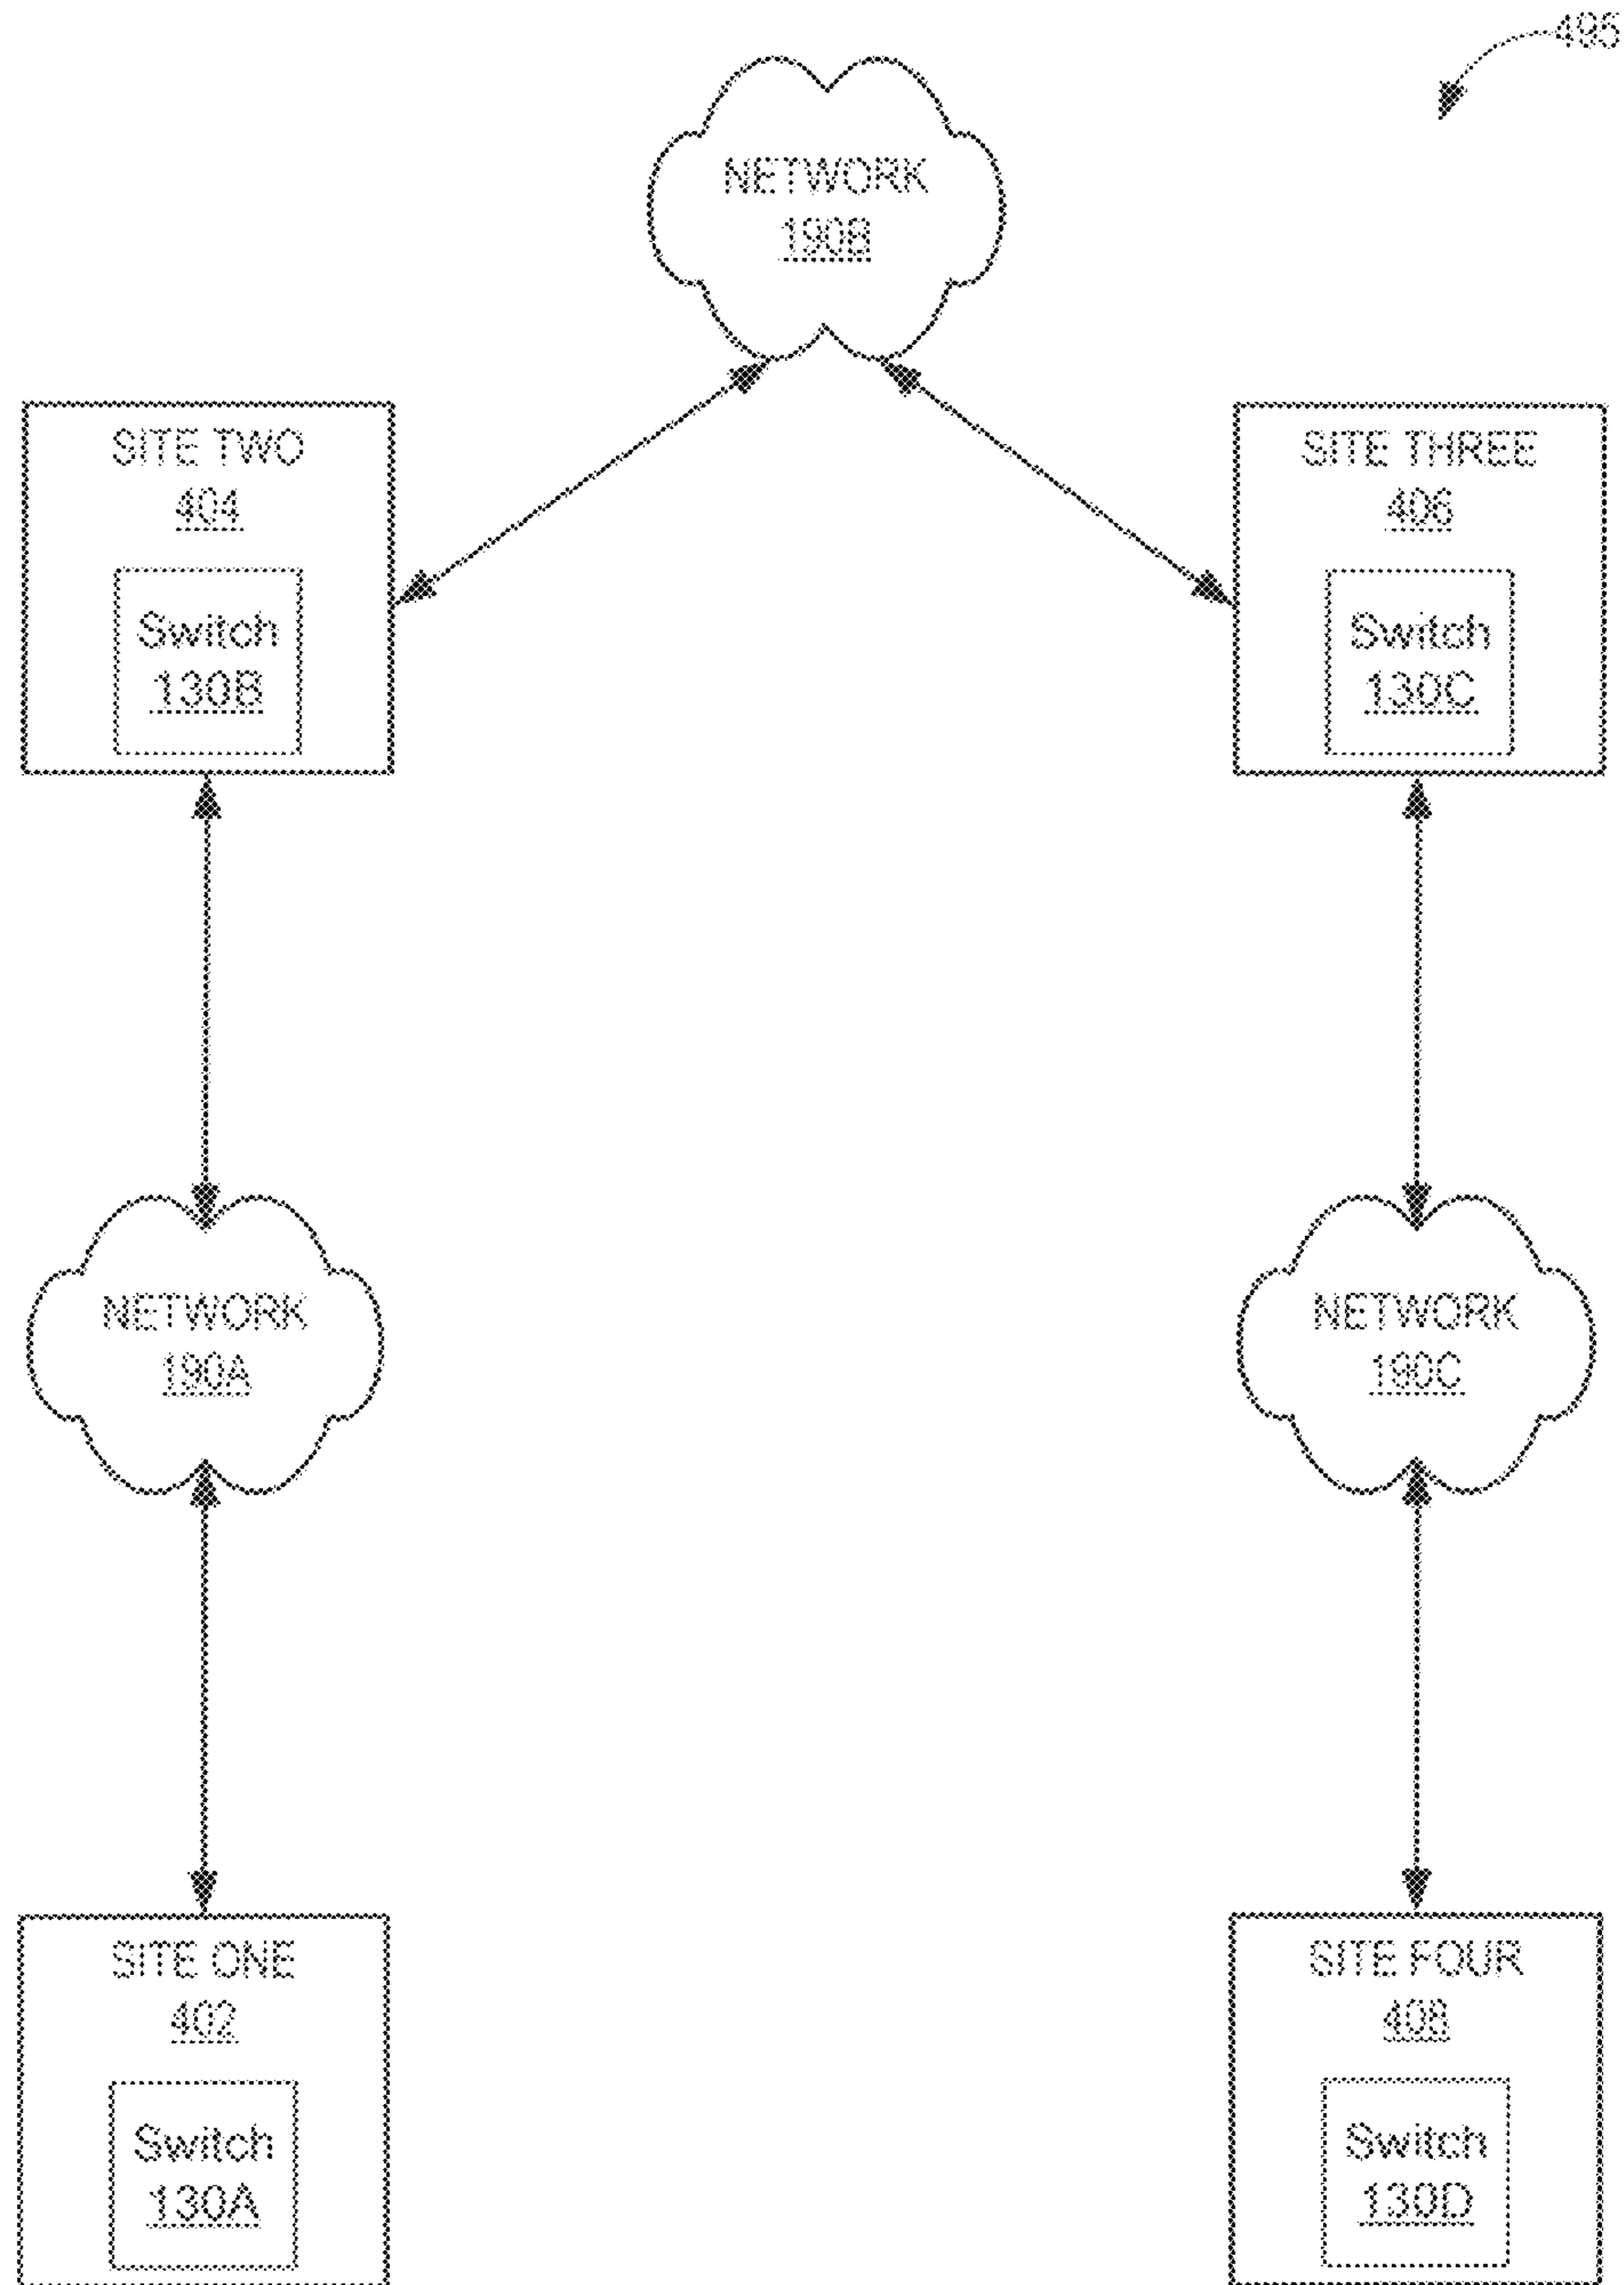 495
NETWORK
190B
SITE TWO
404
Switch
130B
SITE THREE
406
Switch
130C
NETWORK
190A
NETWORK
190C
SITE ONE
402
Switch
130A
SITE FOUR
408
Switch
130D